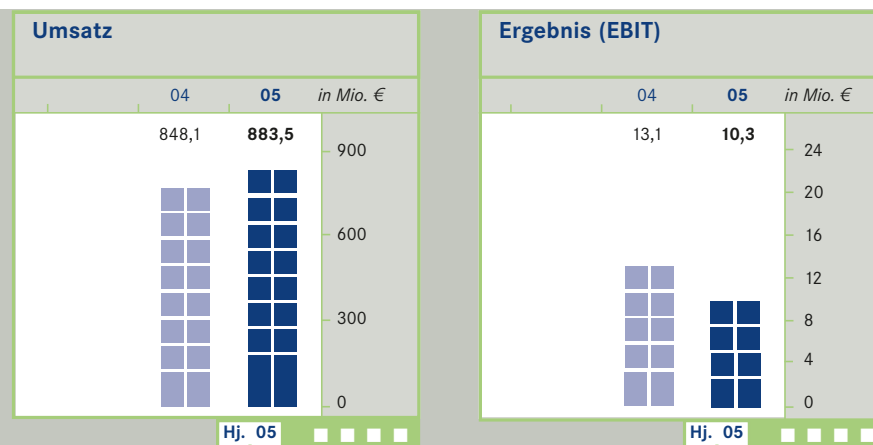 Umsatz
04 05 in Mio. €
848,1 883,5
900
600
300
0
Hj. 05
Ergebnis (EBIT)
04 05 in Mio. €
13,1 10,3
24
20
16
12
8
4
0
Hj. 05